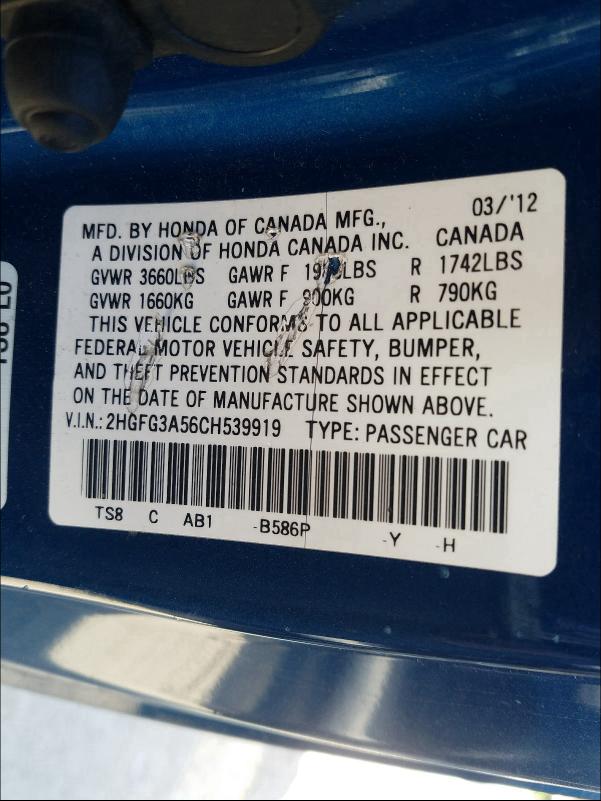 03/'12
MFD. BY HONDA OF CANADA MFG.,
A DIVISION OF HONDA CANADA INC. CANADA
GVWR 3660LBS GAWR F LBS R 1742LBS
GVWR 1660KG GAWR F 900KG R 790KG
THIS VEHICLE CONFORMS TO ALL APPLICABLE
FEDERAL MOTOR VEHICLE SAFETY, BUMPER,
AND THEFT PREVENTION STANDARDS IN EFFECT
ON THE DATE OF MANUFACTURE SHOWN ABOVE.
V.I.N.: 2HGFG3A56CH539919 TYPE: PASSENGER CAR
TS8 C AB1 -B586P -Y -H